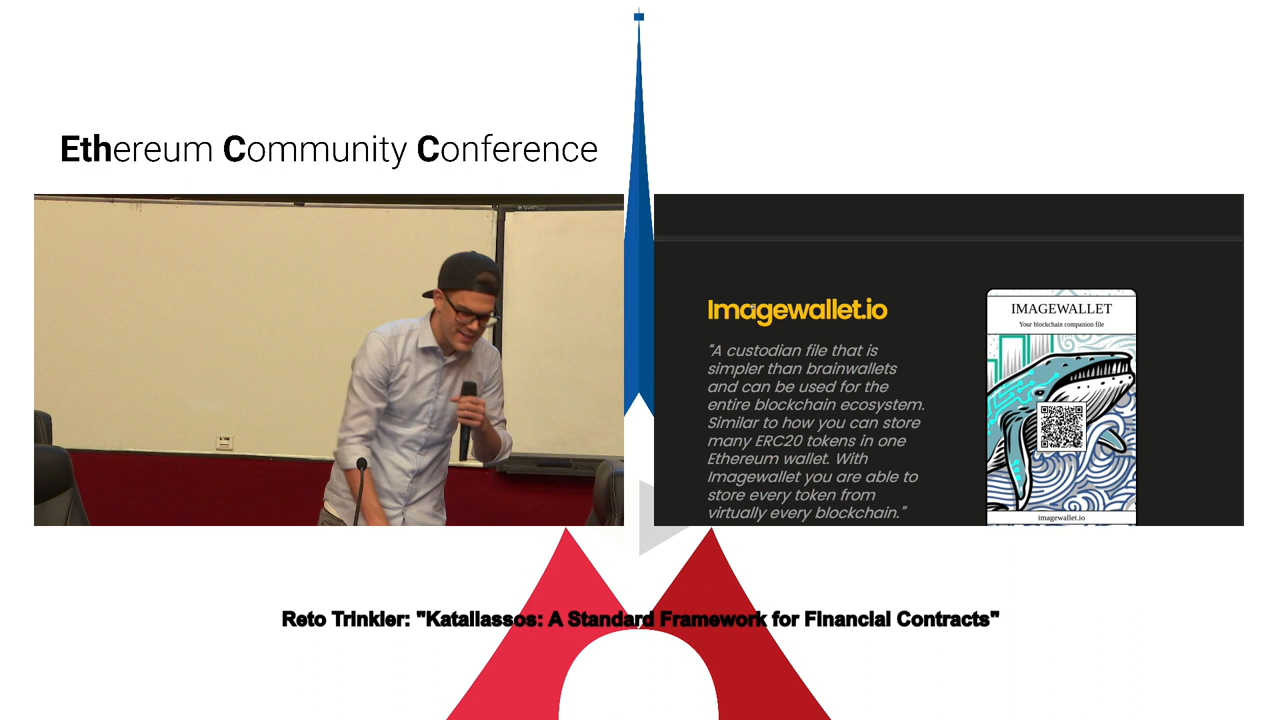 Ethereum Community Conference
Imagewallet.io
"A custodian file that is
simpler than brainwallets
and can be used for the
entire blockchain ecosystem.
Similar to how you can store
many ERC20 tokens in one
Ethereum wallet. With
Imagewallet you are able to
store every token from
virtually every blockchain."
IMAGEWALLET
Your blockchain companion file
imagewallet.io
Reto Trinkler: "Katallassos: A Standard Framework for Financial Contracts"